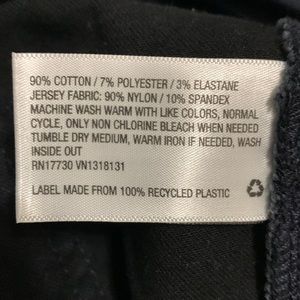 90% COTTON / 7% POLYESTER / 3% ELASTANE
JERSEY FABRIC: 90% NYLON / 10% SPANDEX
MACHINE WASH WARM WITH LIKE COLORS, NORMAL
CYCLE, ONLY NON CHLORINE BLEACH WHEN NEEDED
TUMBLE DRY MEDIUM, WARM IRON IF NEEDED, WASH
INSIDE OUT
RN17730 VN1318131
LABEL MADE FROM 100% RECYCLED PLASTIC